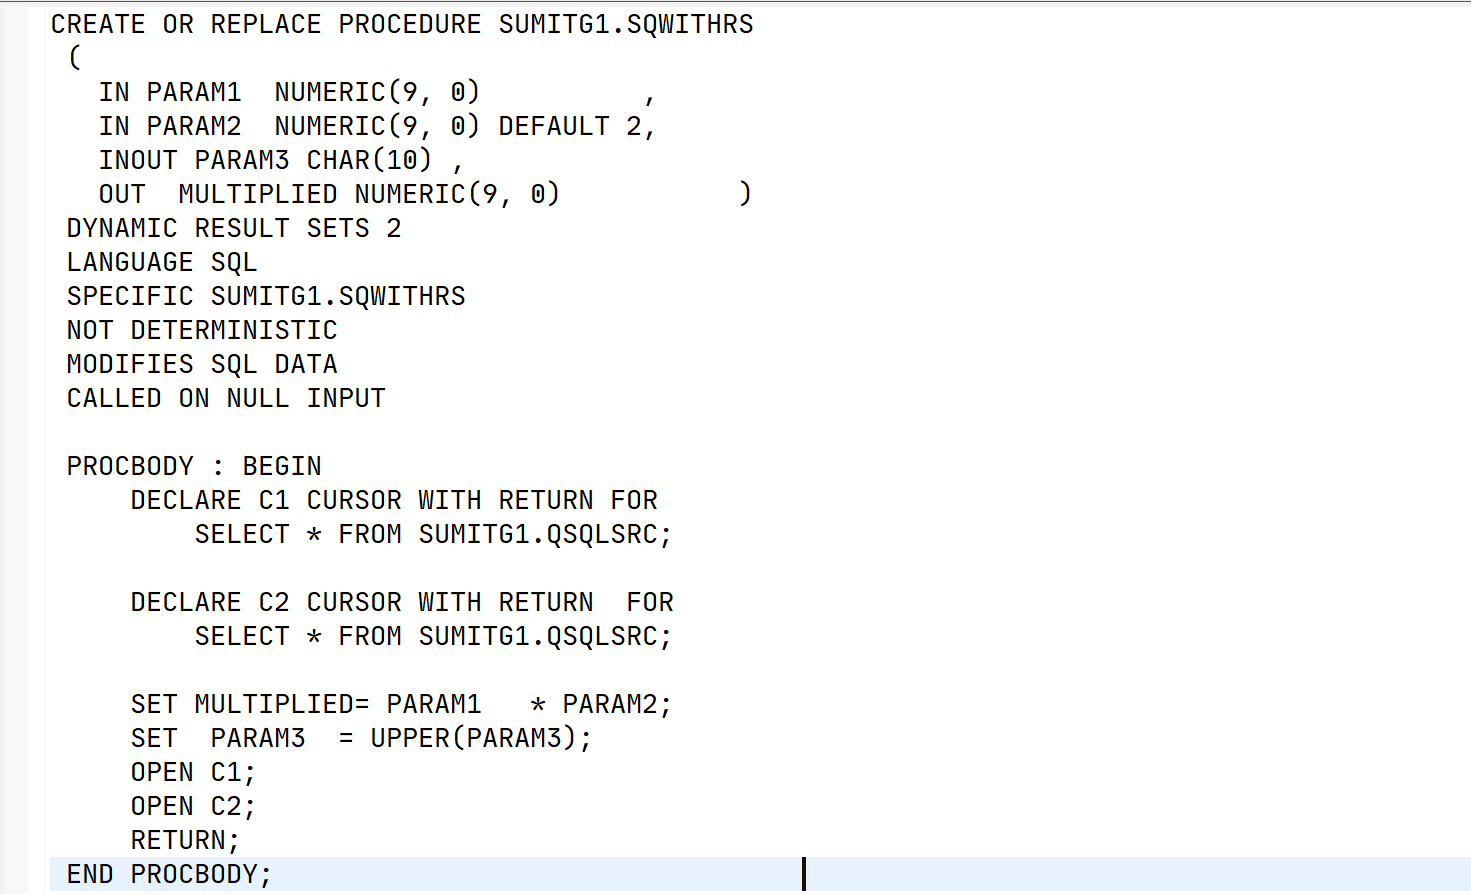 CREATE OR REPLACE PROCEDURE SUMITG1.SQWITHRS
(
IN PARAM1  NUMERIC(9, 0)          ,
IN PARAM2  NUMERIC(9, 0) DEFAULT 2,
INOUT PARAM3 CHAR(10) ,
OUT  MULTIPLIED NUMERIC(9, 0)           )
DYNAMIC RESULT SETS 2
LANGUAGE SQL
SPECIFIC SUMITG1.SQWITHRS
NOT DETERMINISTIC
MODIFIES SQL DATA
CALLED ON NULL INPUT
PROCBODY : BEGIN
DECLARE C1 CURSOR WITH RETURN FOR
SELECT * FROM SUMITG1.QSQLSRC;
DECLARE C2 CURSOR WITH RETURN  FOR
SELECT * FROM SUMITG1.QSQLSRC;
SET MULTIPLIED= PARAM1   * PARAM2;
SET  PARAM3  = UPPER(PARAM3);
OPEN C1;
OPEN C2;
RETURN;
END PROCBODY;